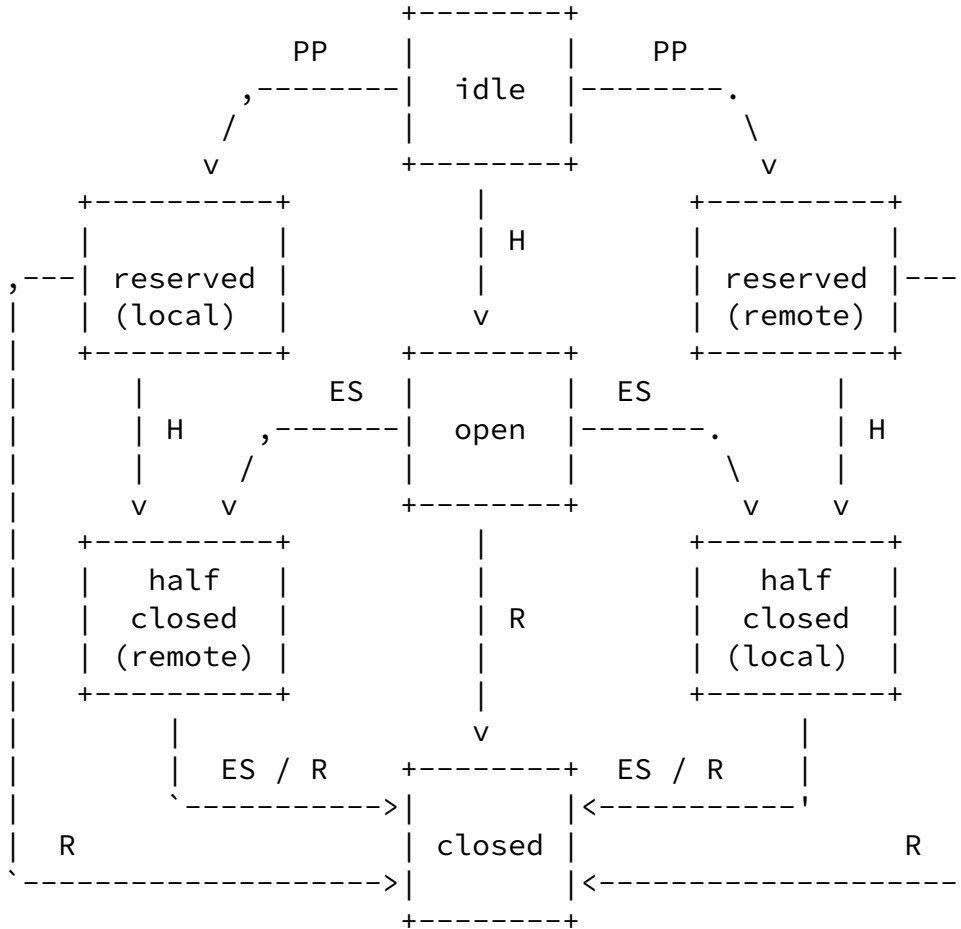 PP PP
idle
H
reserved reserved
(local) (remote)
ES ES
H open H
half half
closed R closed
(remote) (local)
ES / R ES / R
R closed R